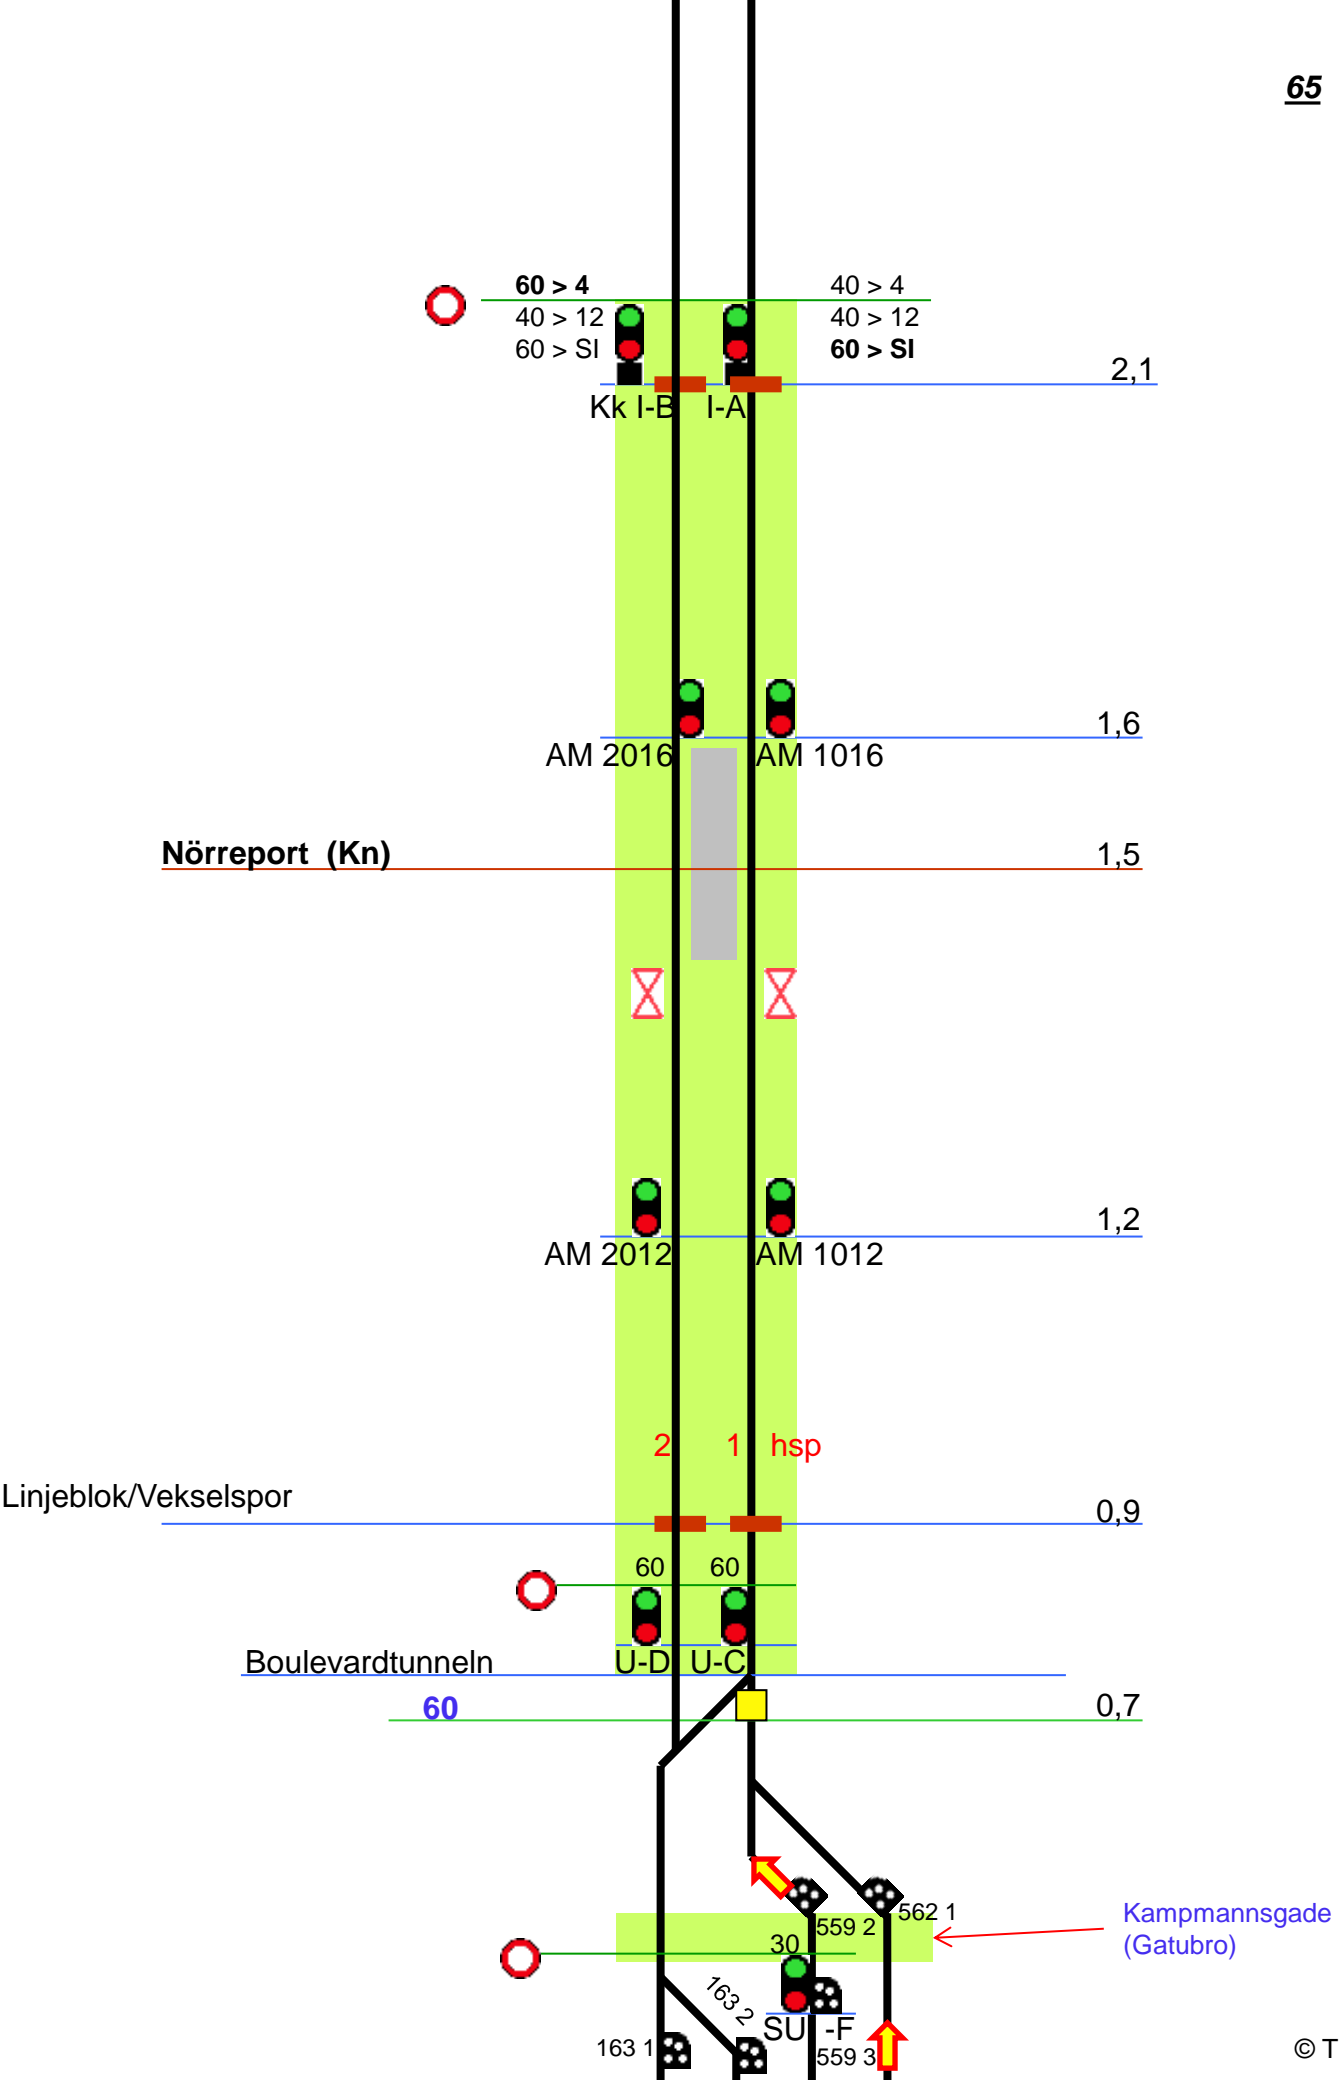 65
60 > 4
40 > 12
60 > SI
40 > 4
40 > 12
60 > SI
2,1
Kk I-B I-A
1,6
AM 2016 AM 1016
Nörreport (Kn)
1,5
1,2
AM 2012 AM 1012
2 1 hsp
Linjeblok/Vekselspor
0,9
60 60
U-D U-C
Boulevardtunneln
60
0,7
562 1
559 2
Kampmannsgade
(Gatubro)
30
163 2
SU -F
163 1
559 3
© T